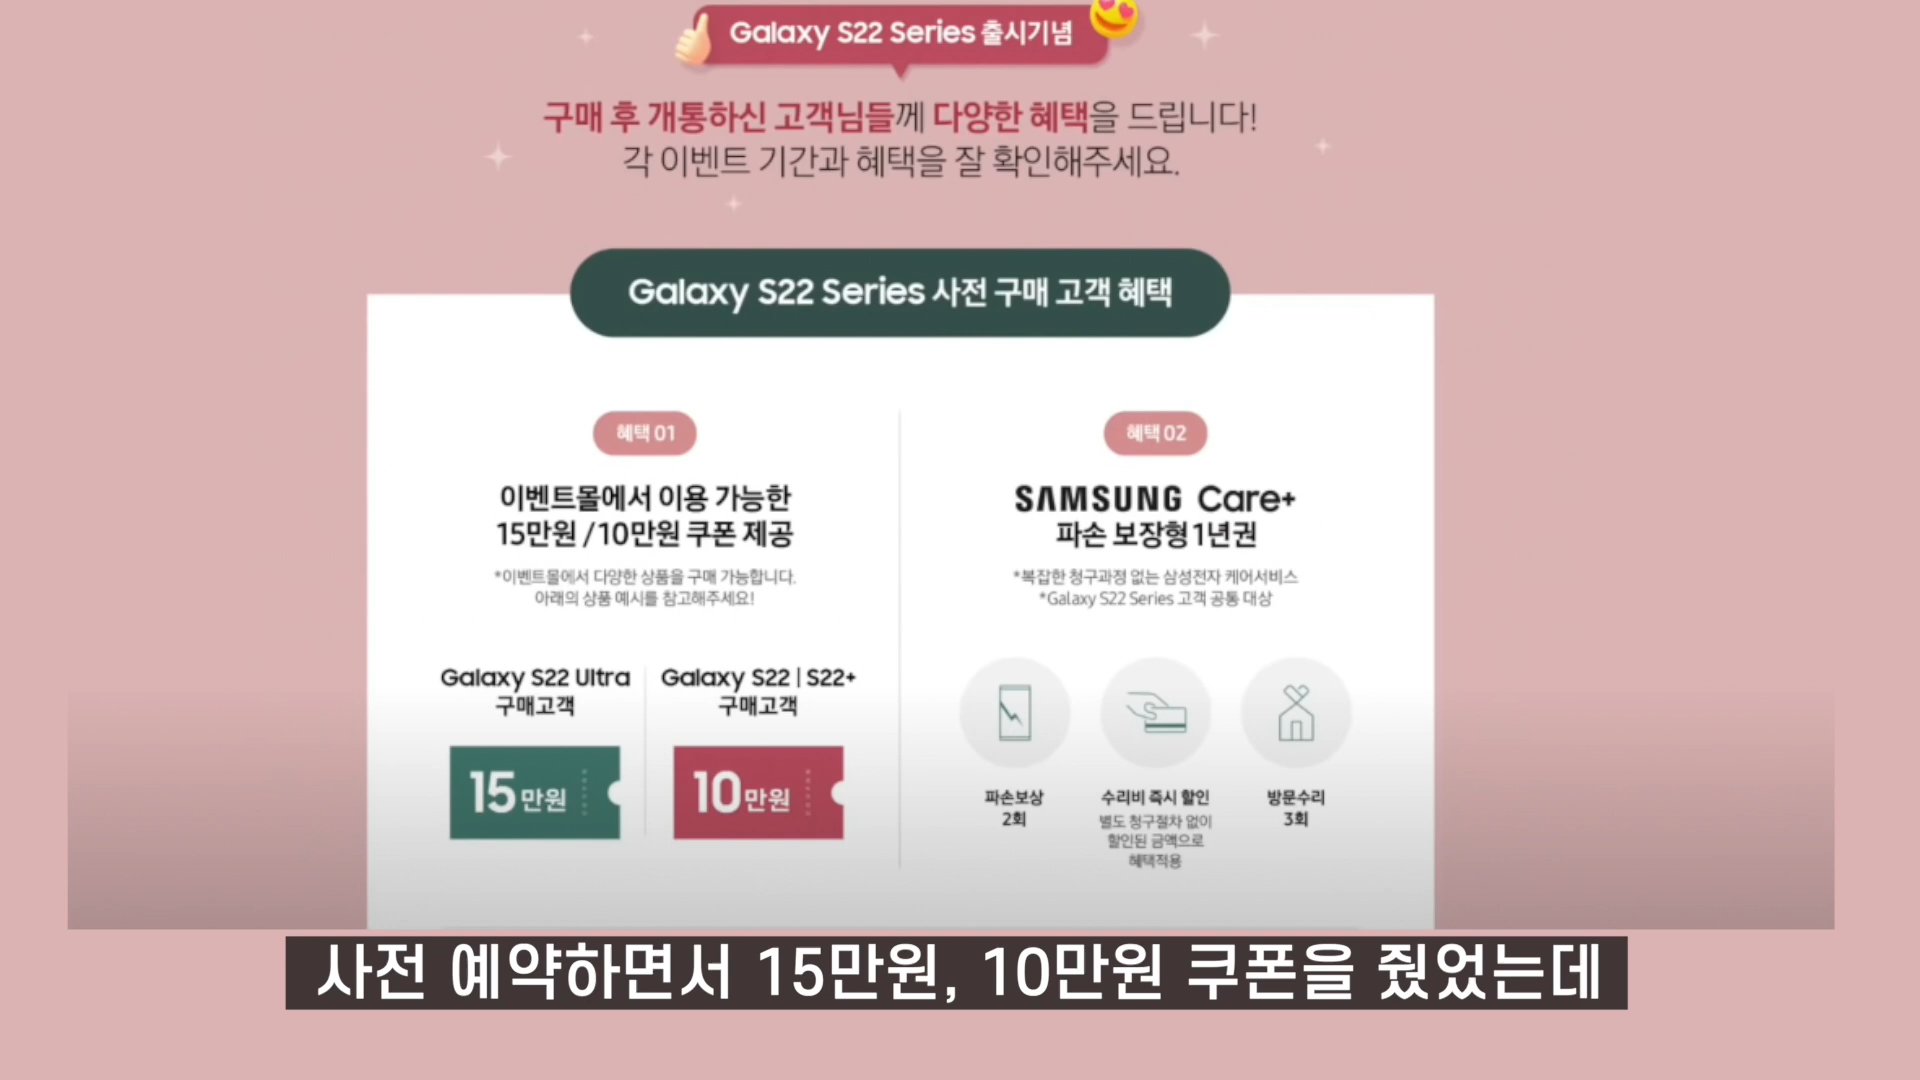 Galaxy S22 Series 출시기념
구매 후 개통하신 고객님들께 다양한 혜택을 드립니다!
각 이벤트 기간과 혜택을 잘 확인해주세요.
Galaxy S22 Series 사전 구매 고객 혜택
혜택 01
이벤트몰에서 이용 가능한
15만원 / 10만원 쿠폰 제공
*이벤트몰에서 다양한 상품을 구매 가능합니다.
아래의 상품 예시를 참고해주세요!
Galaxy S22 Ultra
구매고객
15만원
Galaxy S22 | S22+
구매고객
10만원
혜택 02
SAMSUNG Care+
파손 보장형 1년권
*복잡한 청구과정 없는 삼성전자 케어서비스
*Galaxy S22 Series 고객 공통 대상
파손보상
2회
수리비 즉시 할인
별도 청구절차 없이
할인된 금액으로
혜택적용
방문수리
3회
사전 예약하면서 15만원, 10만원 쿠폰을 줬었는데